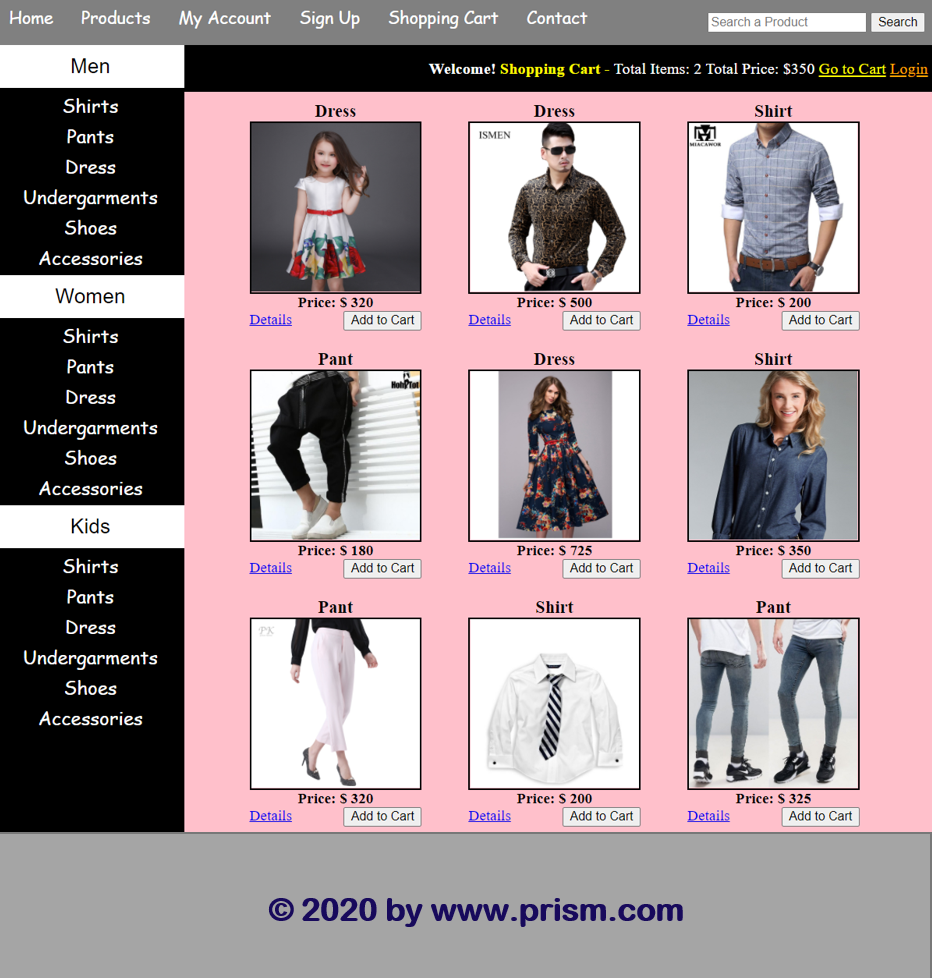 Home Products My Account Sign Up Shopping Cart Contact Search a Product Search
Men
Welcome! Shopping Cart - Total Items: 2 Total Price: $350 Go to Cart Login
Shirts
Pants
Dress
Undergarments
Shoes
Accessories
Women
Shirts
Pants
Dress
Undergarments
Shoes
Accessories
Kids
Shirts
Pants
Dress
Undergarments
Shoes
Accessories
Dress Dress Shirt
ISMEN
MIACAWOR
Price: $ 320 Price: $ 500 Price: $ 200
Details Add to Cart Details Add to Cart Details Add to Cart
Pant Dress Shirt
Price: $ 180 Price: $ 725 Price: $ 350
Details Add to Cart Details Add to Cart Details Add to Cart
Pant Shirt Pant
PK
Price: $ 320 Price: $ 200 Price: $ 325
Details Add to Cart Details Add to Cart Details Add to Cart
© 2020 by www.prism.com